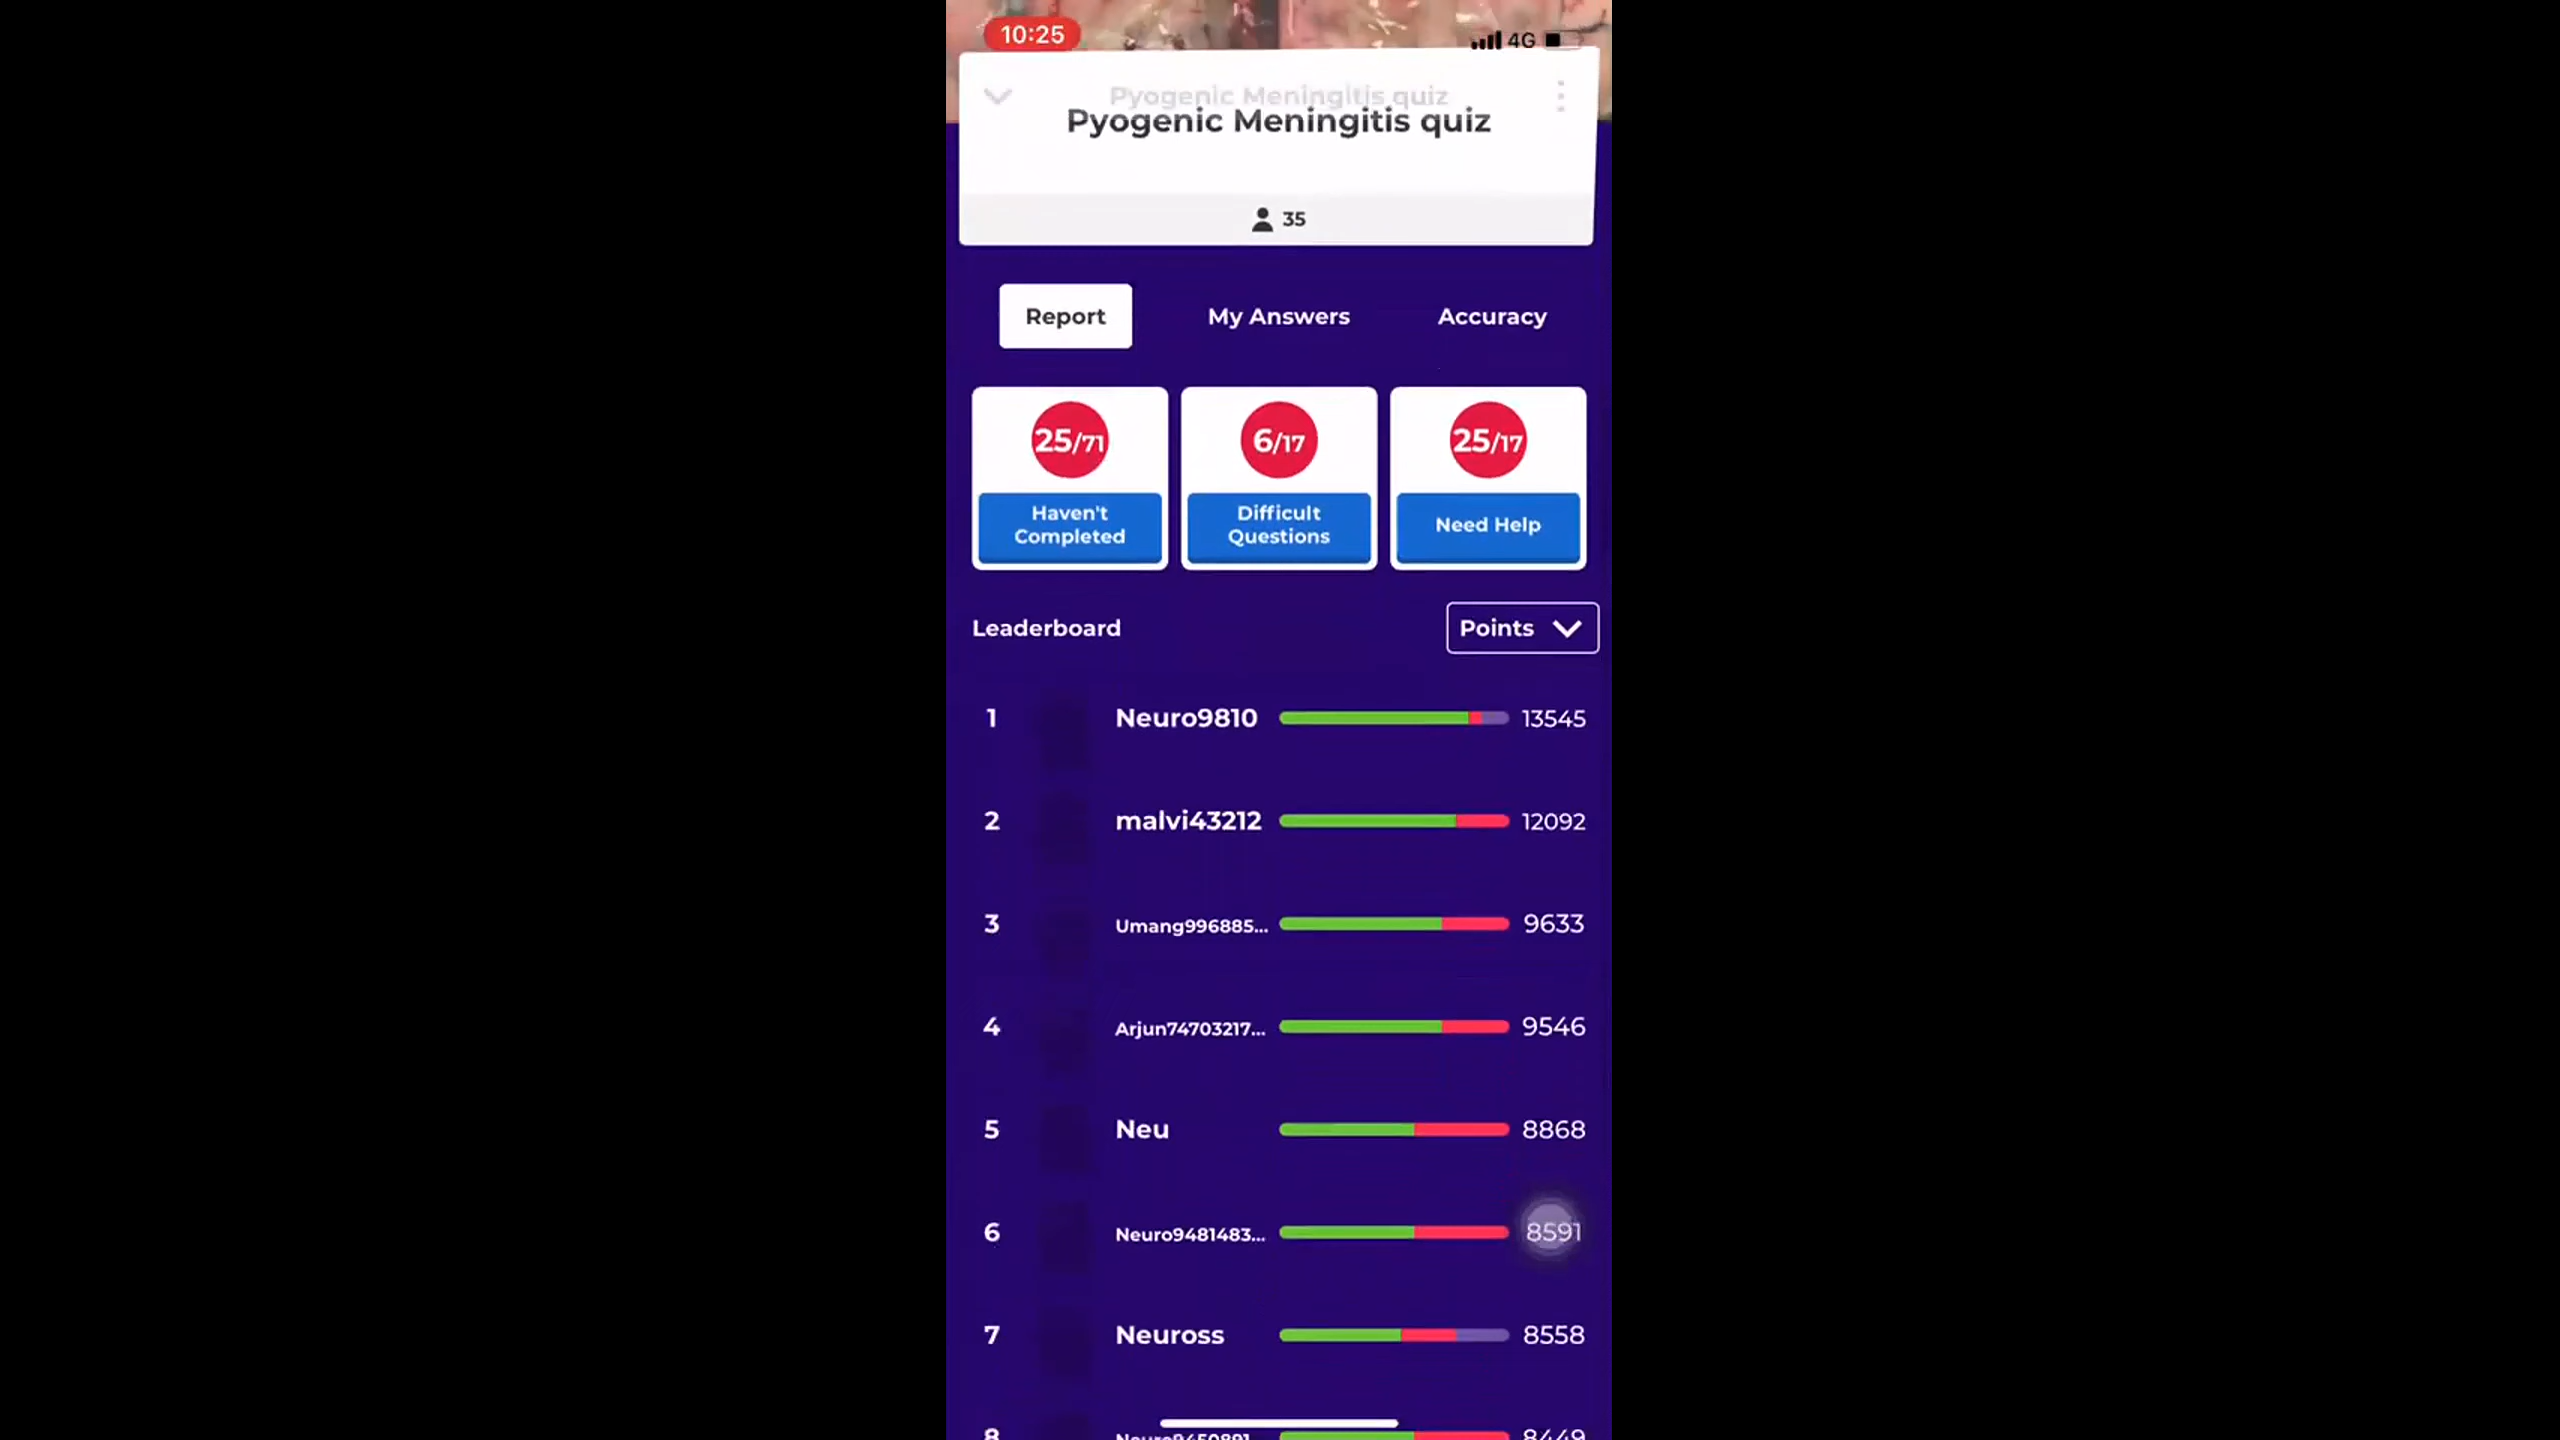 10:25
4G
Pyogenic Meningitis quiz
Pyogenic Meningitis quiz
35
Report
My Answers
Accuracy
25/71
6/17
25/17
Haven't
Completed
Difficult
Questions
Need Help
Leaderboard
Points
1 Neuro9810 13545
2 malvi43212 12092
3 Umang996885... 9633
4 Arjun74703217... 9546
5 Neu 8868
6 Neuro9481483... 8591
7 Neuross 8558
8 8449